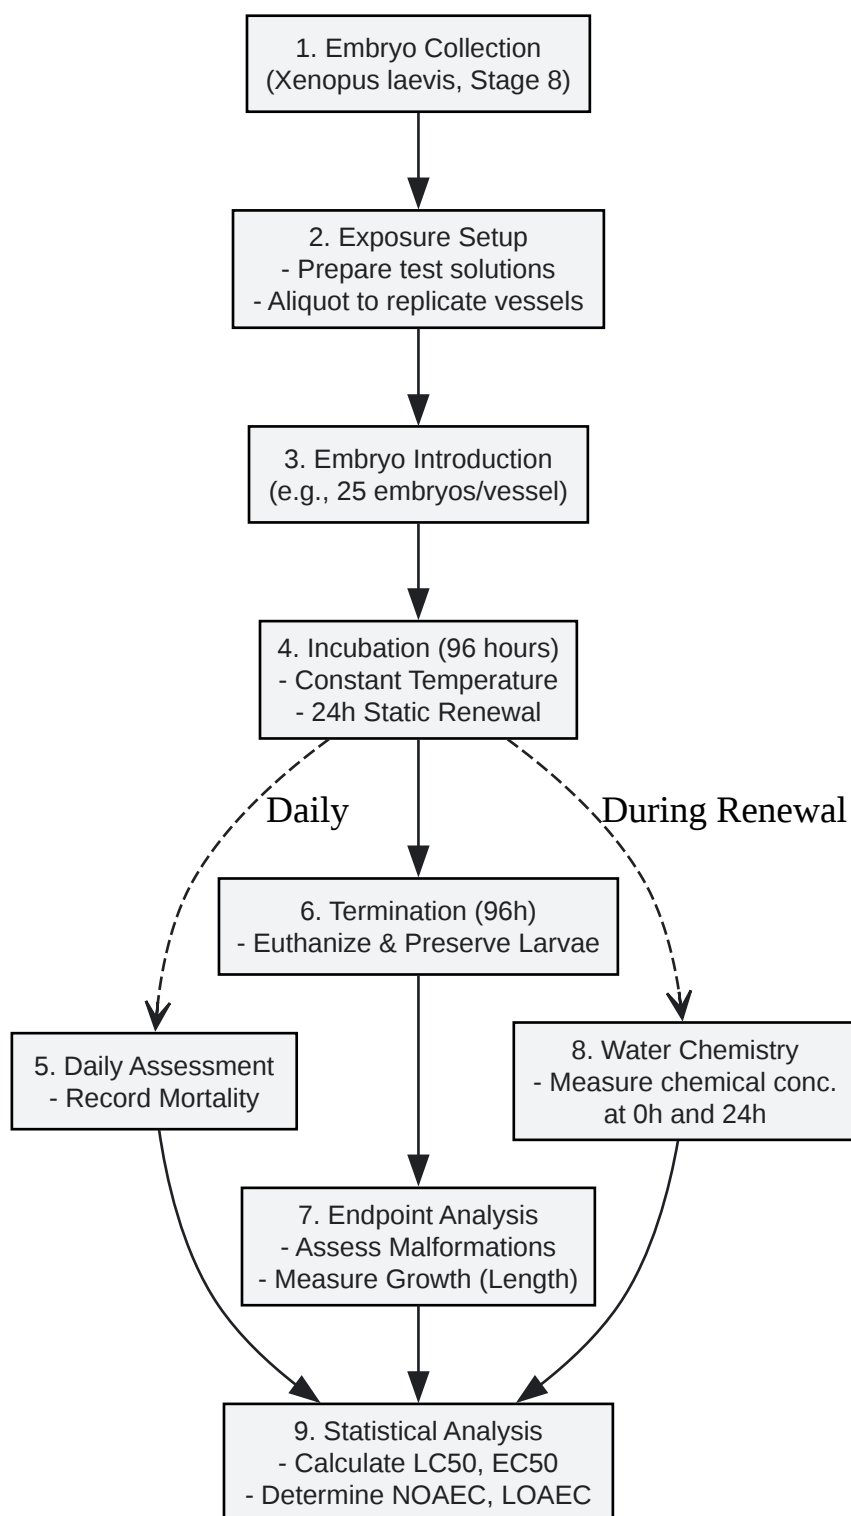 1. Embryo Collection
(Xenopus laevis, Stage 8)
2. Exposure Setup
- Prepare test solutions
- Aliquot to replicate vessels
3. Embryo Introduction
(e.g., 25 embryos/vessel)
4. Incubation (96 hours)
- Constant Temperature
- 24h Static Renewal
Daily
During Renewal
6. Termination (96h)
- Euthanize & Preserve Larvae
5. Daily Assessment
- Record Mortality
8. Water Chemistry
- Measure chemical conc.
at 0h and 24h
7. Endpoint Analysis
- Assess Malformations
- Measure Growth (Length)
9. Statistical Analysis
- Calculate LC50, EC50
- Determine NOAEC, LOAEC